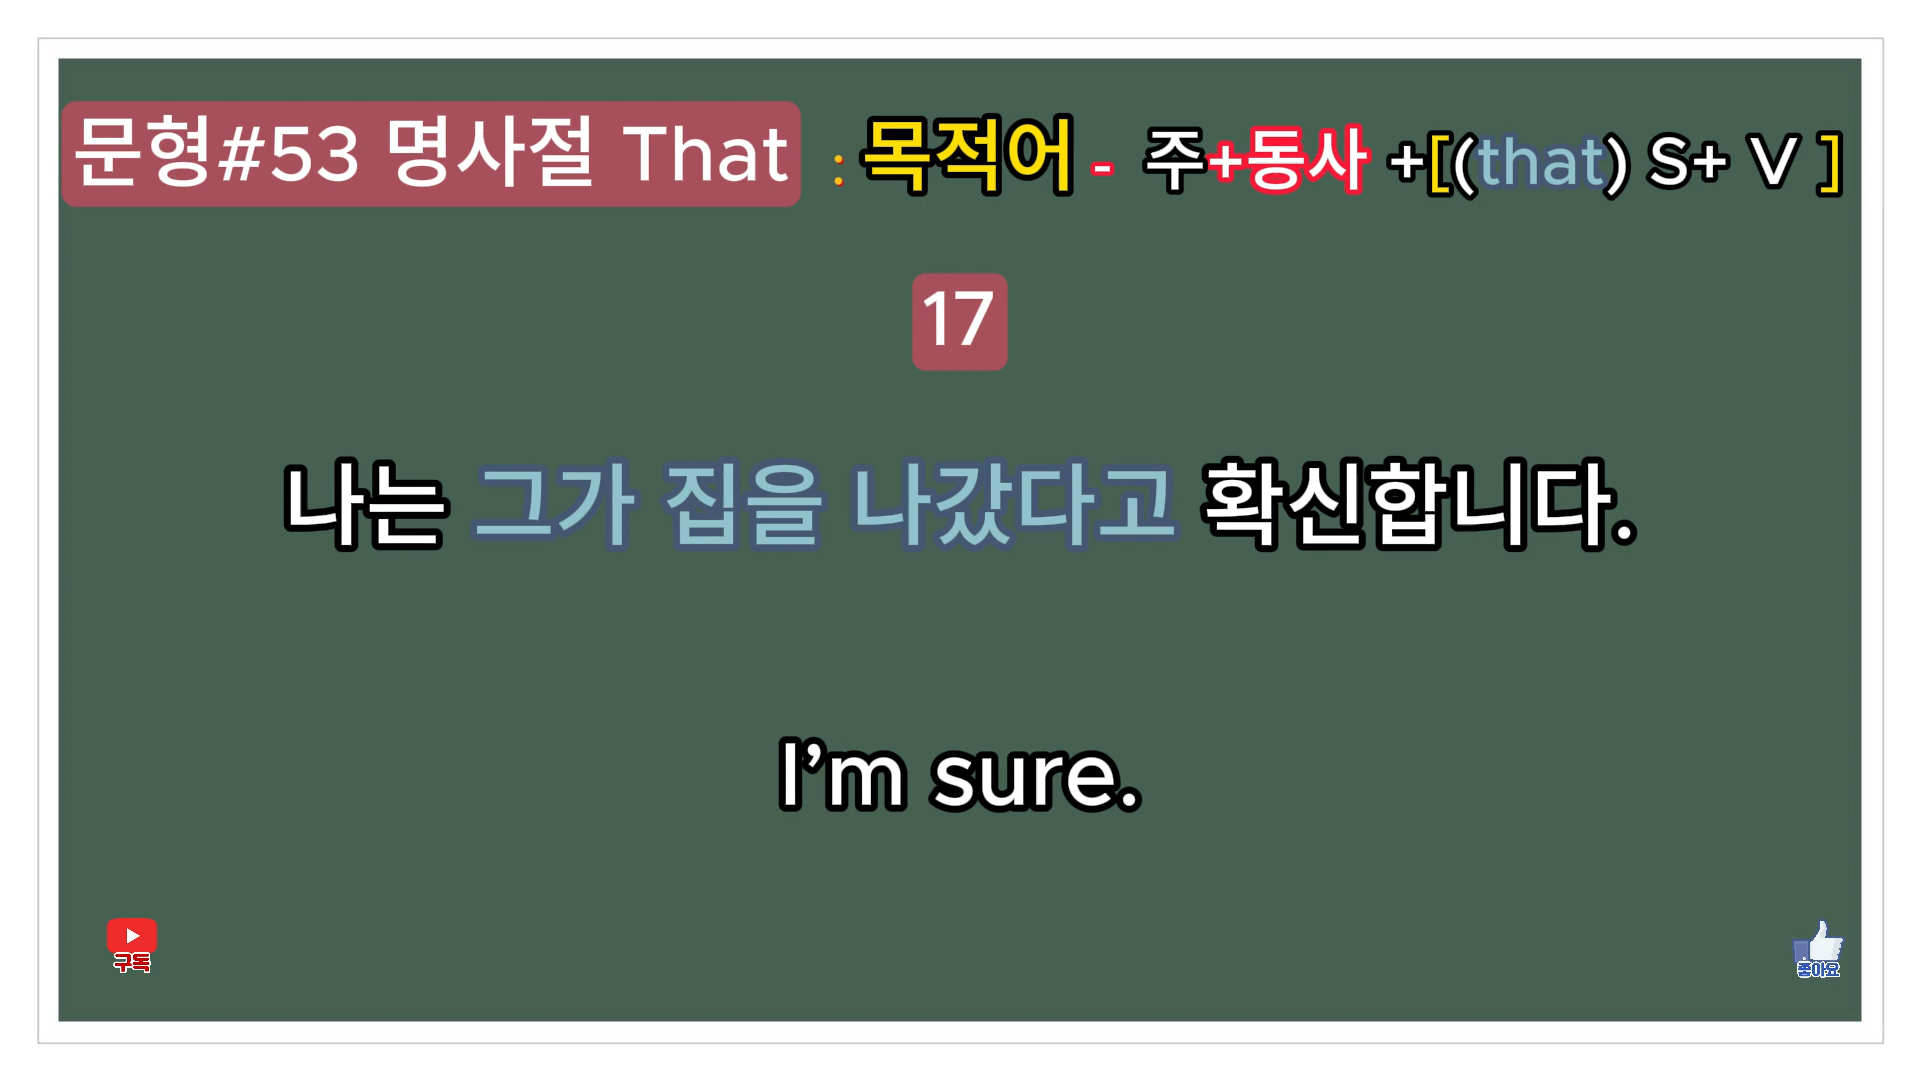 문형#53 명사절 That : 목적어 - 주+동사 +[(that) S+ V ]
17
나는 그가 집을 나갔다고 확신합니다.
I’m sure.
구독
좋아요